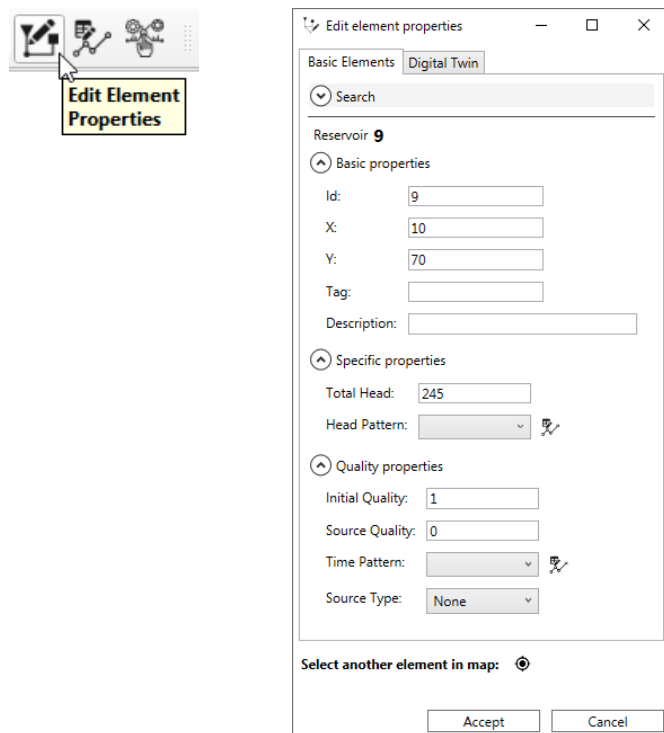 Edit Element
Properties
Edit element properties
Basic Elements
Digital Twin
Search
Reservoir 9
Basic properties
Id: 9
X: 10
Y: 70
Tag:
Description:
Specific properties
Total Head: 245
Head Pattern:
Quality properties
Initial Quality: 1
Source Quality: 0
Time Pattern:
Source Type: None
Select another element in map:
Accept
Cancel